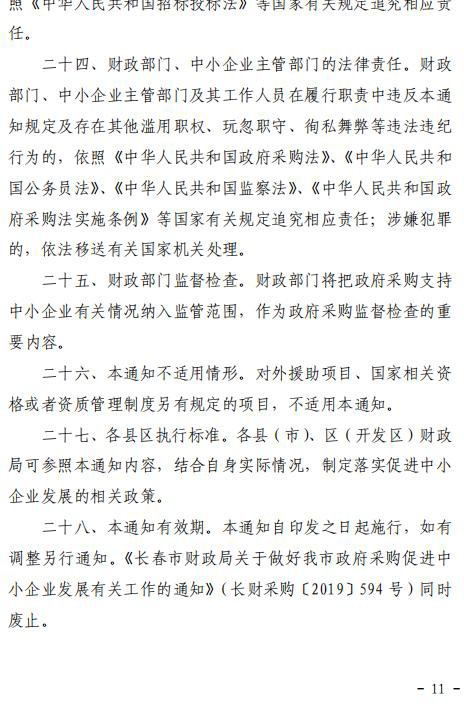 照《中华人民共和国招标投标法》等国家有关规定追究相应责
任。
二十四、财政部门、中小企业主管部门的法律责任。财政
部门、中小企业主管部门及其工作人员在履行职责中违反本通
知规定及存在其他滥用职权、玩忽职守、徇私舞弊等违法违纪
行为的，依照《中华人民共和国政府采购法》、《中华人民共和
国公务员法》、《中华人民共和国监察法》、《中华人民共和国政
府采购法实施条例》等国家有关规定追究相应责任；涉嫌犯罪
的，依法移送有关国家机关处理。
二十五、财政部门监督检查。财政部门将把政府采购支持
中小企业有关情况纳入监管范围，作为政府采购监督检查的重
要内容。
二十六、本通知不适用情形。对外援助项目、国家相关资
格或者资质管理制度另有规定的项目，不适用本通知。
二十七、各县区执行标准。各县（市）、区（开发区）财政
局可参照本通知内容，结合自身实际情况，制定落实促进中小
企业发展的相关政策。
二十八、本通知有效期。本通知自印发之日起施行，如有
调整另行通知。《长春市财政局关于做好我市政府采购促进中
小企业发展有关工作的通知》（长财采购〔2019〕594 号）同时
废止。
- 11 -